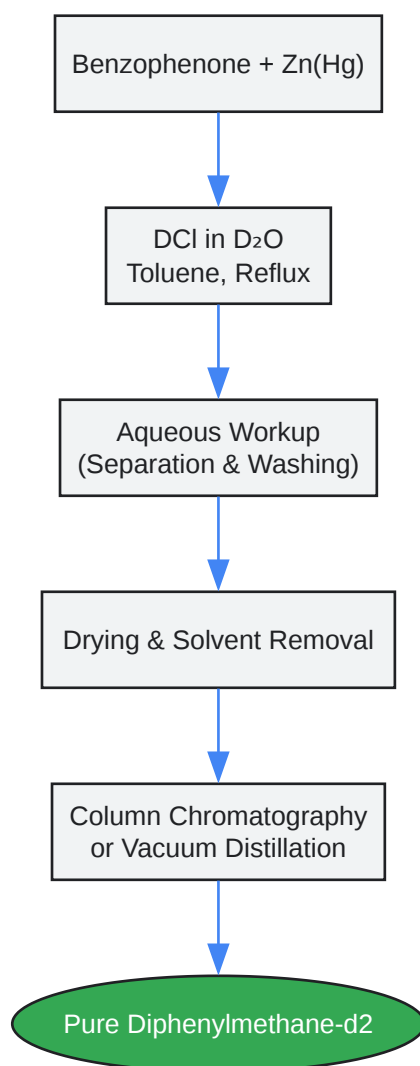 Benzophenone + Zn(Hg)
DCl in D₂O
Toluene, Reflux
Aqueous Workup
(Separation & Washing)
Drying & Solvent Removal
Column Chromatography
or Vacuum Distillation
Pure Diphenylmethane-d2